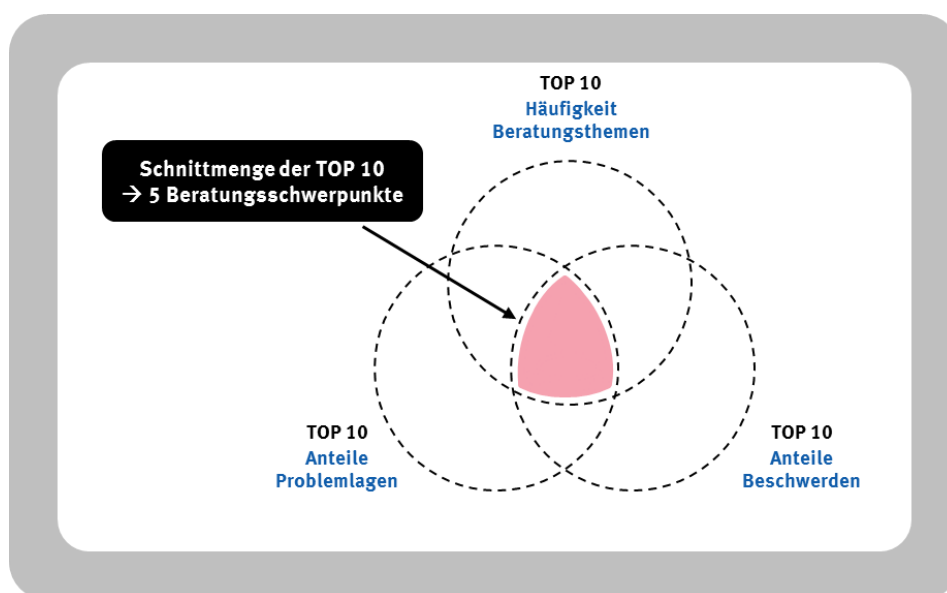 TOP 10
Häufigkeit
Beratungsthemen
Schnittmenge der TOP 10
→ 5 Beratungsschwerpunkte
TOP 10
Anteile
Problemlagen
TOP 10
Anteile
Beschwerden